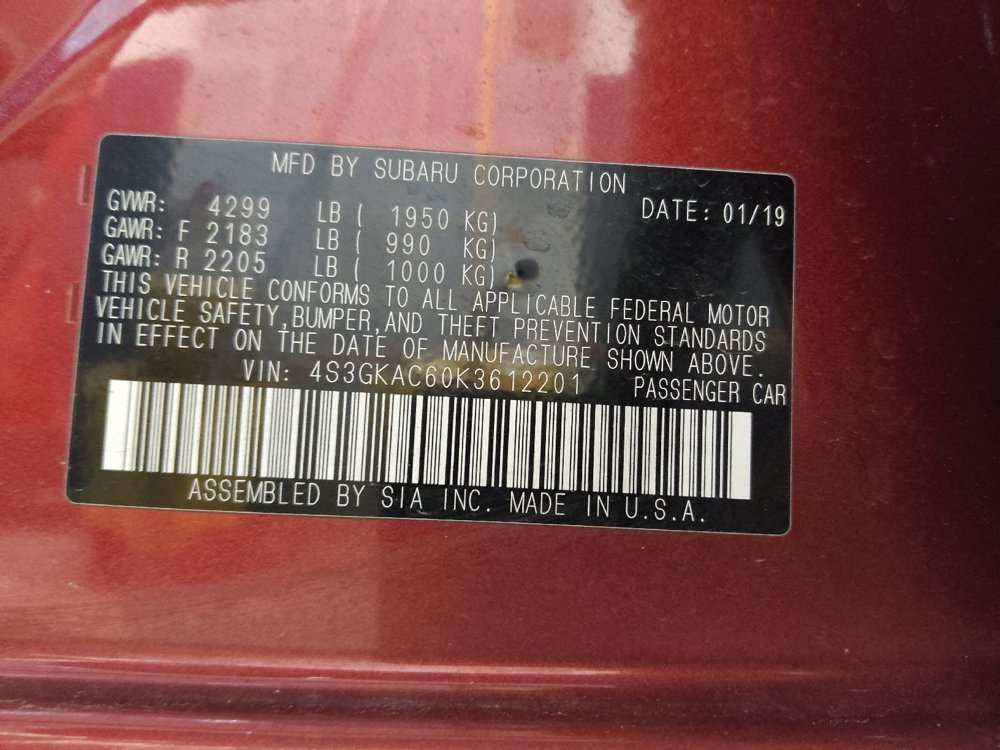 MFD BY SUBARU CORPORATION
GVWR: 4299 LB ( 1950 KG) DATE: 01/19
GAWR: F 2183 LB ( 990 KG)
GAWR: R 2205 LB ( 1000 KG)
THIS VEHICLE CONFORMS TO ALL APPLICABLE FEDERAL MOTOR
VEHICLE SAFETY,BUMPER,AND THEFT PREVENTION STANDARDS
IN EFFECT ON THE DATE OF MANUFACTURE SHOWN ABOVE.
VIN: 4S3GKAC60K3612201 PASSENGER CAR
ASSEMBLED BY SIA INC. MADE IN U.S.A.